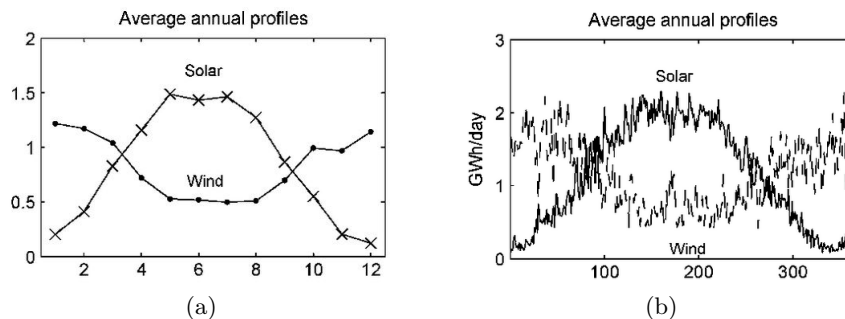 Average annual profiles
2
1.5
1
0.5
0
Solar
Wind
2 4 6 8 10 12
(a)
Average annual profiles
GWh/day
3
2
1
0
Solar
Wind
100 200 300
(b)